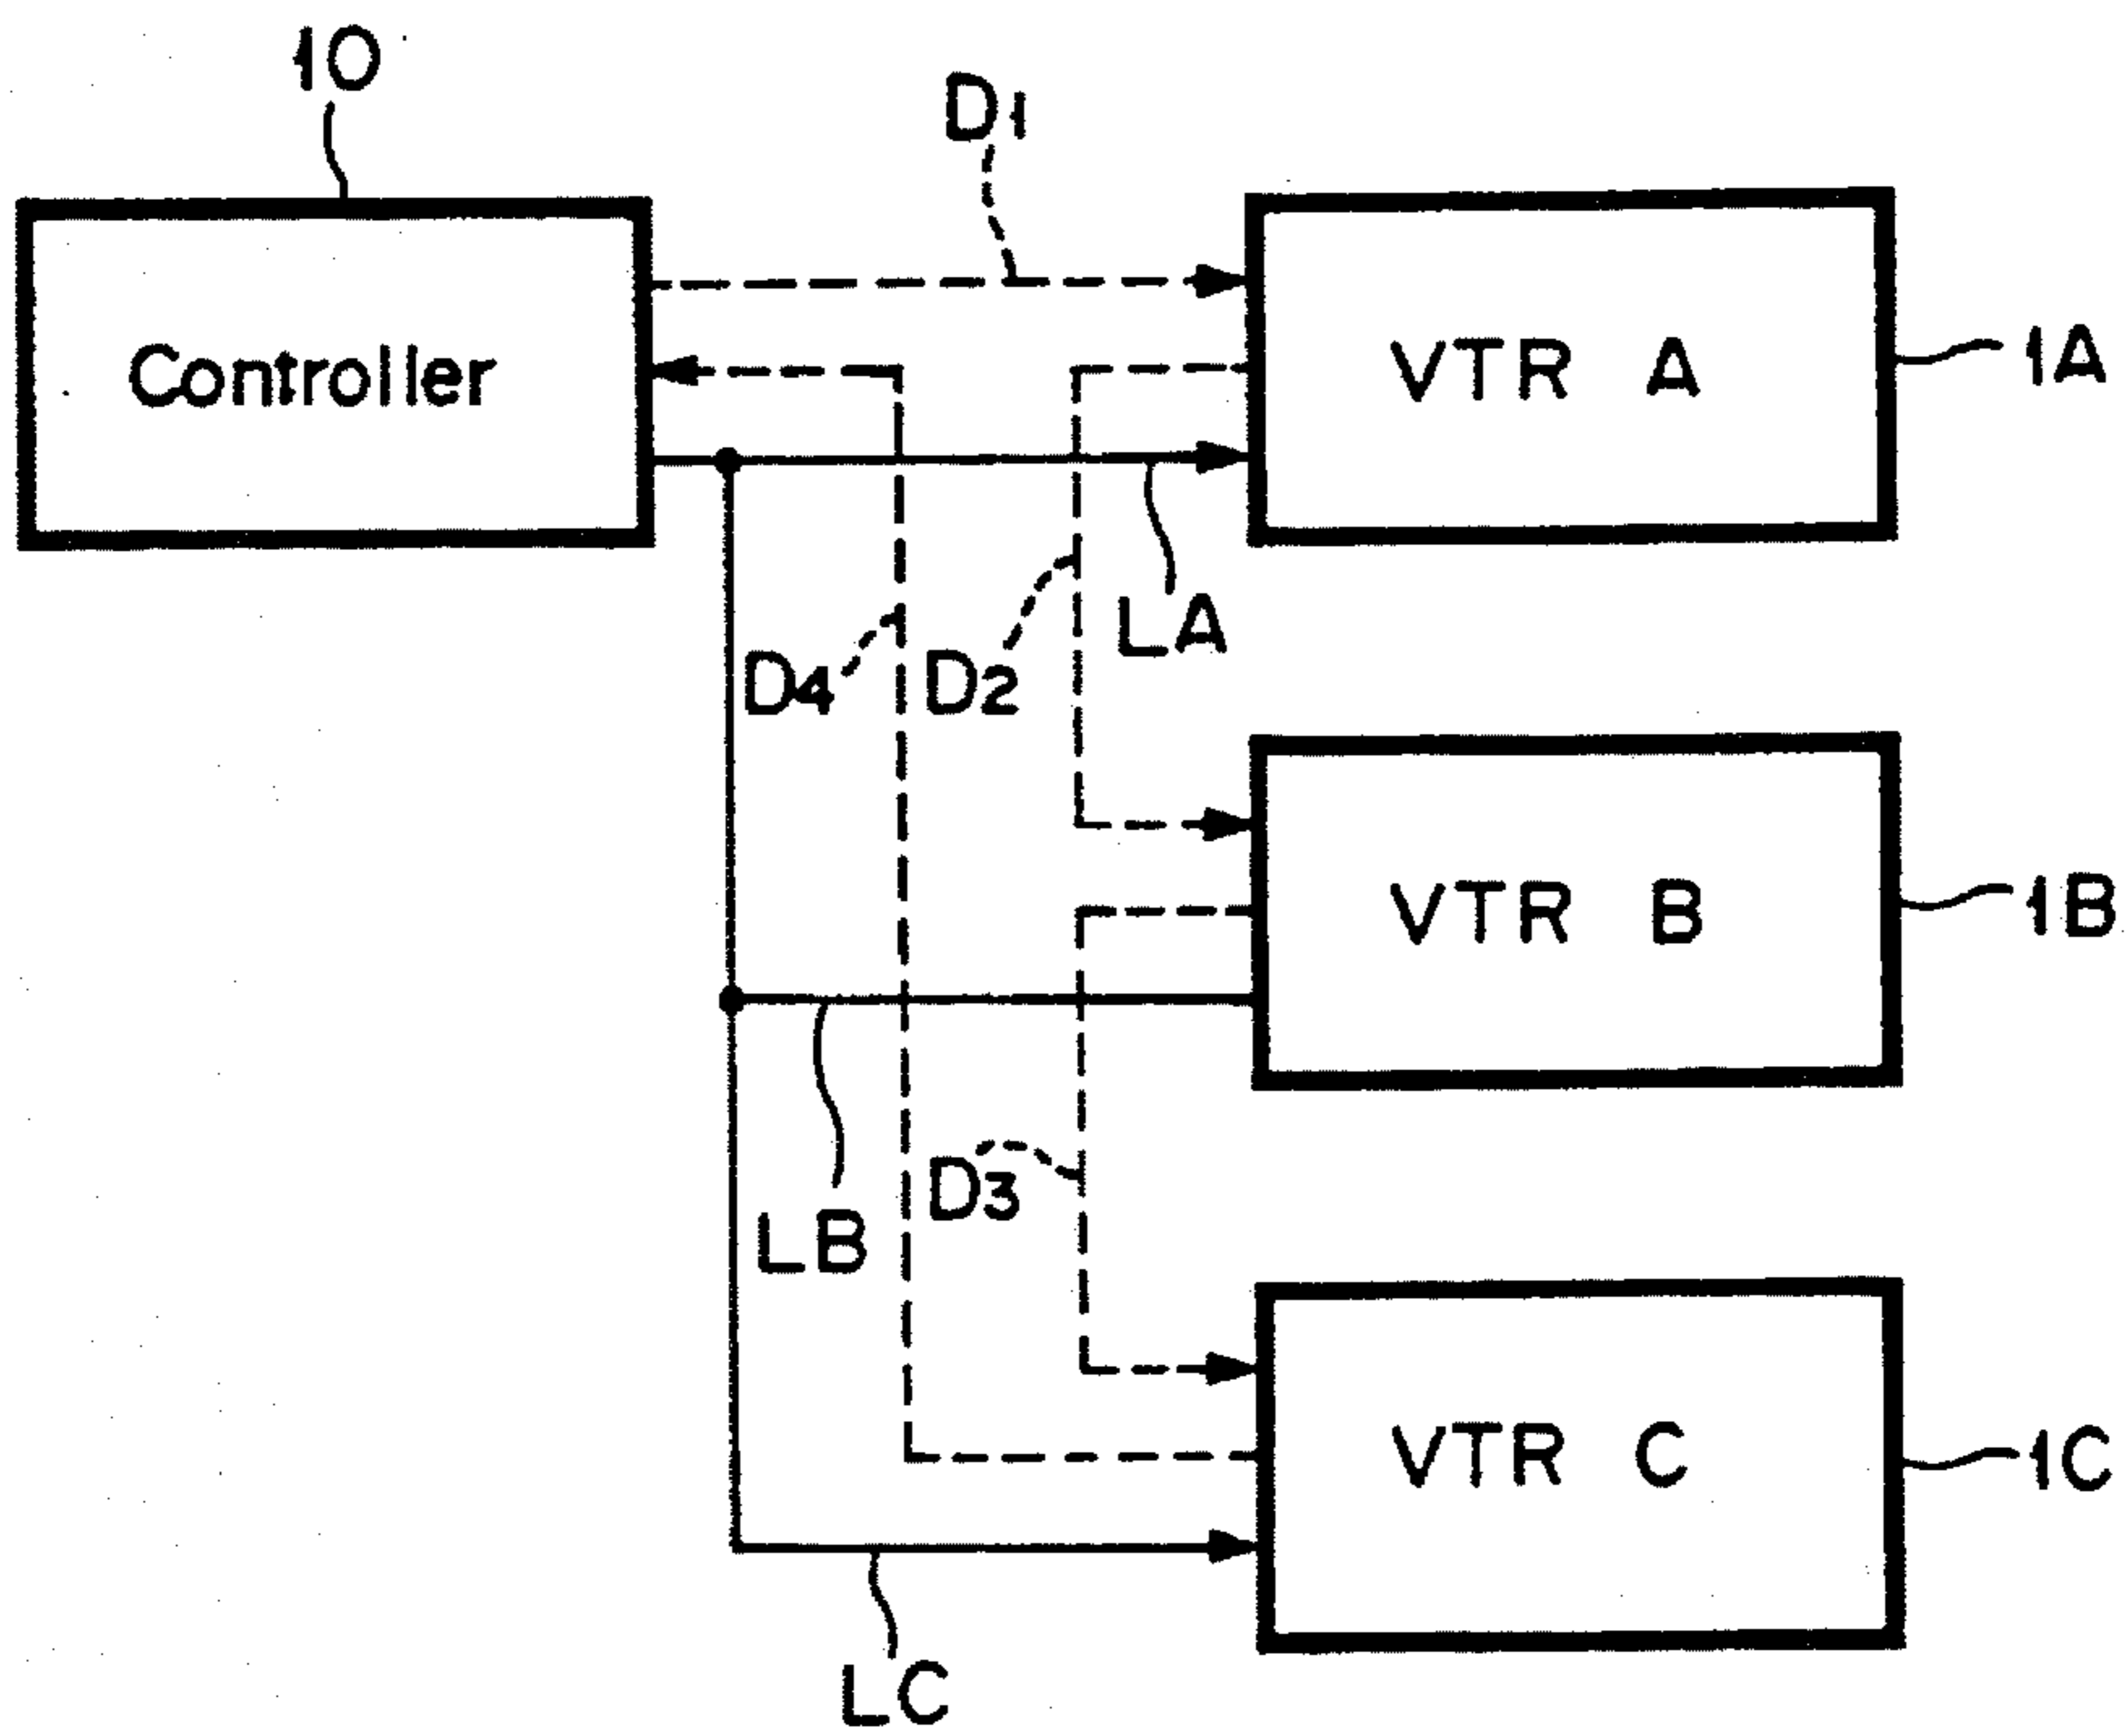 10
D1
Controller
VTR A
1A
LA
D4
D2
VTR B
1B
D3
LB
VTR C
1C
LC